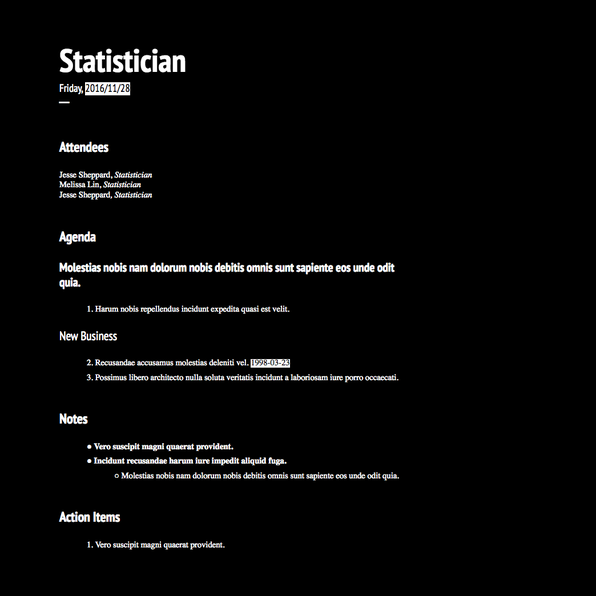 Statistician
Friday, 2016/11/28
Attendees
Jesse Sheppard, Statistician
Melissa Lin, Statistician
Jesse Sheppard, Statistician
Agenda
Molestias nobis nam dolorum nobis debitis omnis sunt sapiente eos unde odit
quia.
1. Harum nobis repellendus incidunt expedita quasi est velit.
New Business
2. Recusandae accusamus molestias deleniti vel. 1998-03-23
3. Possimus libero architecto nulla soluta veritatis incidunt a laboriosam iure porro occaecati.
Notes
● Vero suscipit magni quaerat provident.
● Incidunt recusandae harum iure impedit aliquid fuga.
○ Molestias nobis nam dolorum nobis debitis omnis sunt sapiente eos unde odit quia.
Action Items
1. Vero suscipit magni quaerat provident.